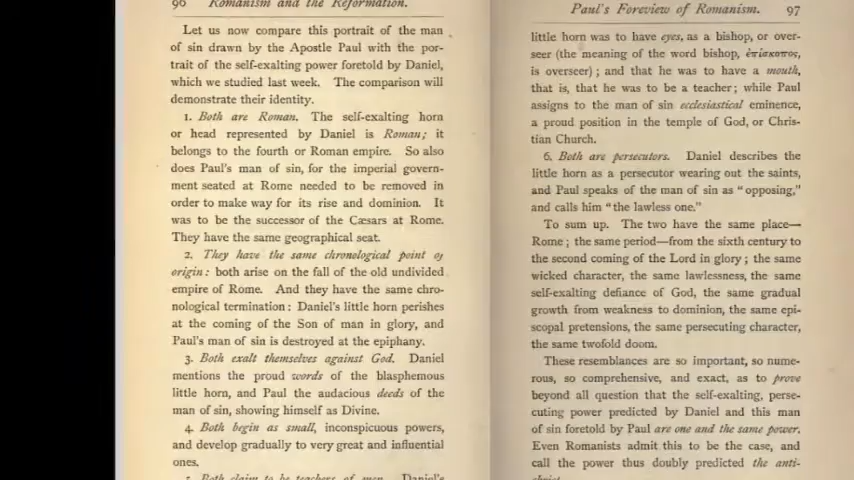 96 Romanism and the Reformation.
Let us now compare this portrait of the man
of sin drawn by the Apostle Paul with the por-
trait of the self-exalting power foretold by Daniel,
which we studied last week. The comparison will
demonstrate their identity.
1. Both are Roman. The self-exalting horn
or head represented by Daniel is Roman; it
belongs to the fourth or Roman empire. So also
does Paul's man of sin, for the imperial govern-
ment seated at Rome needed to be removed in
order to make way for its rise and dominion. It
was to be the successor of the Cæsars at Rome.
They have the same geographical seat.
2. They have the same chronological point of
origin: both arise on the fall of the old undivided
empire of Rome. And they have the same chro-
nological termination: Daniel's little horn perishes
at the coming of the Son of man in glory, and
Paul's man of sin is destroyed at the epiphany.
3. Both exalt themselves against God. Daniel
mentions the proud words of the blasphemous
little horn, and Paul the audacious deeds of the
man of sin, showing himself as Divine.
4. Both begin as small, inconspicuous powers,
and develop gradually to very great and influential
ones.
5. Both claim to be teachers of men. Daniel's
Paul's Foreview of Romanism. 97
little horn was to have eyes, as a bishop, or over-
seer (the meaning of the word bishop, ἐπίσκοπος,
is overseer); and that he was to have a mouth,
that is, that he was to be a teacher; while Paul
assigns to the man of sin ecclesiastical eminence,
a proud position in the temple of God, or Chris-
tian Church.
6. Both are persecutors. Daniel describes the
little horn as a persecutor wearing out the saints,
and Paul speaks of the man of sin as "opposing,"
and calls him "the lawless one."
To sum up. The two have the same place—
Rome; the same period—from the sixth century to
the second coming of the Lord in glory; the same
wicked character, the same lawlessness, the same
self-exalting defiance of God, the same gradual
growth from weakness to dominion, the same epi-
scopal pretensions, the same persecuting character,
the same twofold doom.
These resemblances are so important, so nume-
rous, so comprehensive, and exact, as to prove
beyond all question that the self-exalting, perse-
cuting power predicted by Daniel and this man
of sin foretold by Paul are one and the same power.
Even Romanists admit this to be the case, and
call the power thus doubly predicted the anti-